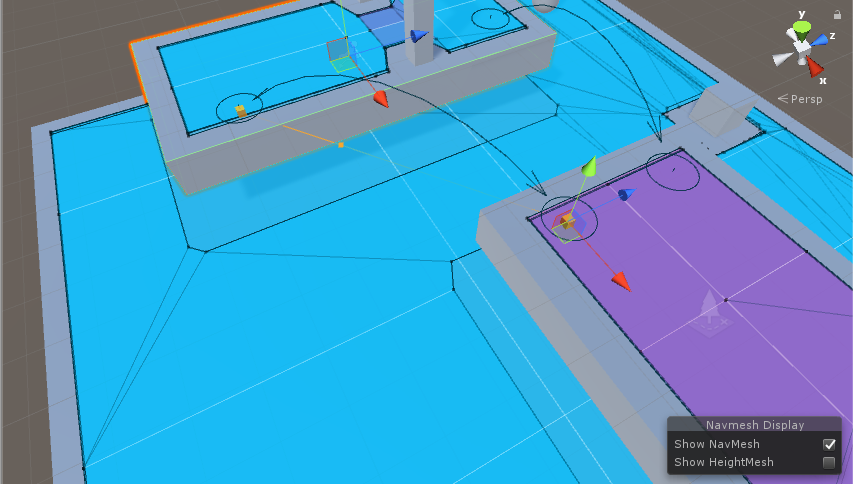 y
z
x
Persp
Navmesh Display
Show NavMesh
Show HeightMesh